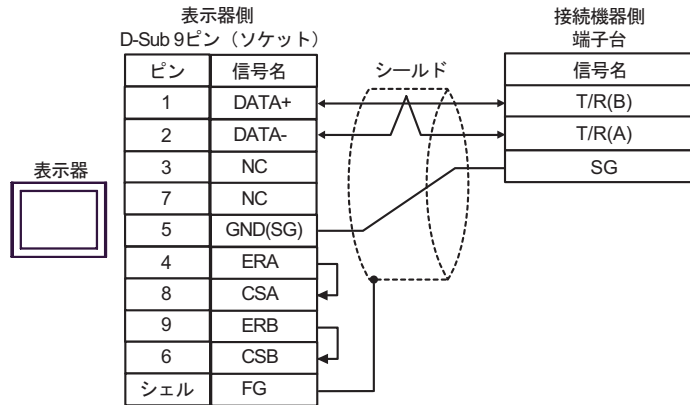 表示器側
D-Sub 9ピン（ソケット）
接続機器側
端子台
ピン 信号名
シールド
信号名
1 DATA+
T/R(B)
2 DATA-
T/R(A)
3 NC
SG
表示器
7 NC
5 GND(SG)
4 ERA
8 CSA
9 ERB
6 CSB
シェル FG